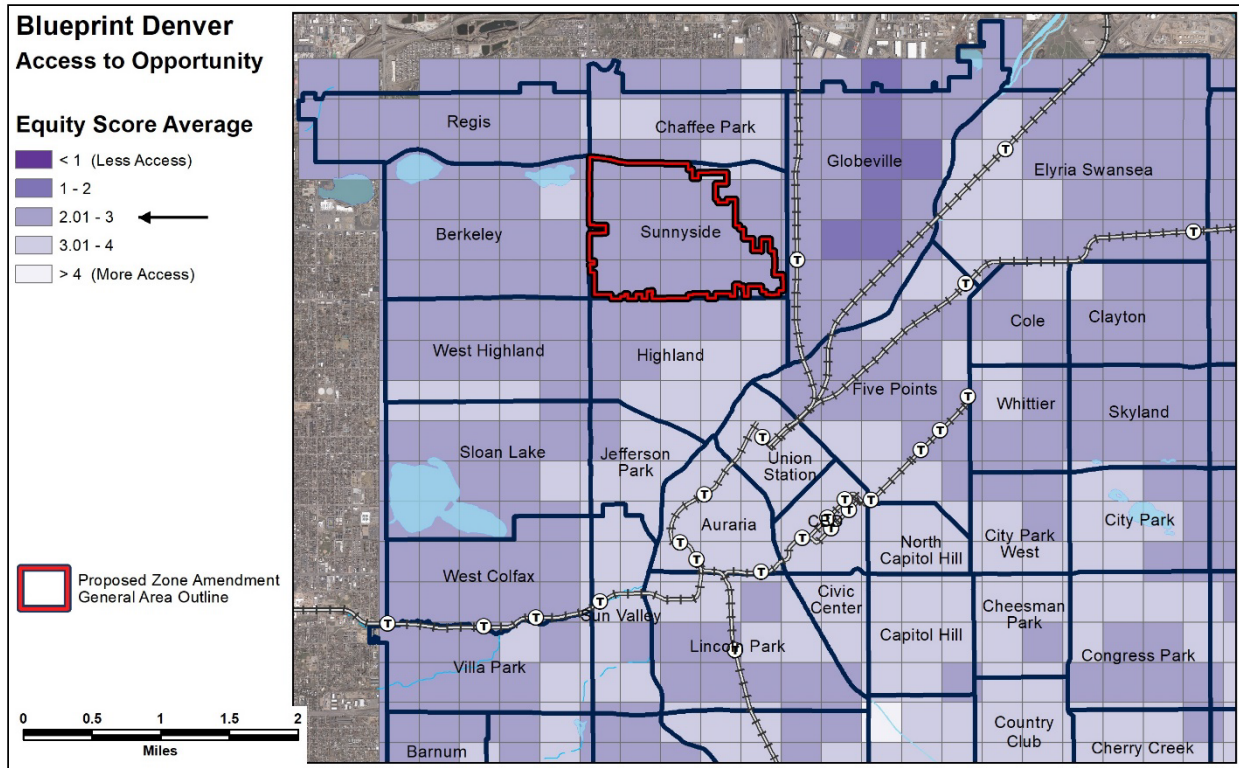 Blueprint Denver
Access to Opportunity
Equity Score Average
< 1 (Less Access)
1 - 2
2.01 - 3
3.01 - 4
> 4 (More Access)
Proposed Zone Amendment
General Area Outline
0 0.5 1 1.5 2
Miles
Regis
Chaffee Park
Globeville
T
Elyria Swansea
Berkeley
Sunnyside
T
T
T
Cole
Clayton
West Highland
Highland
Five Points
T
Whittier
Skyland
T
Sloan Lake
Jefferson
Park
T
Union
Station
T
T
T
T
Auraria
T
T
T
T
CBD
T
T
T
T
North
Capitol Hill
City Park
West
City Park
West Colfax
Civic
Center
Cheesman
Park
T
T
T
T
Sun Valley
Capitol Hill
Villa Park
Lincoln Park
T
Congress Park
Barnum
Country
Club
Cherry Creek